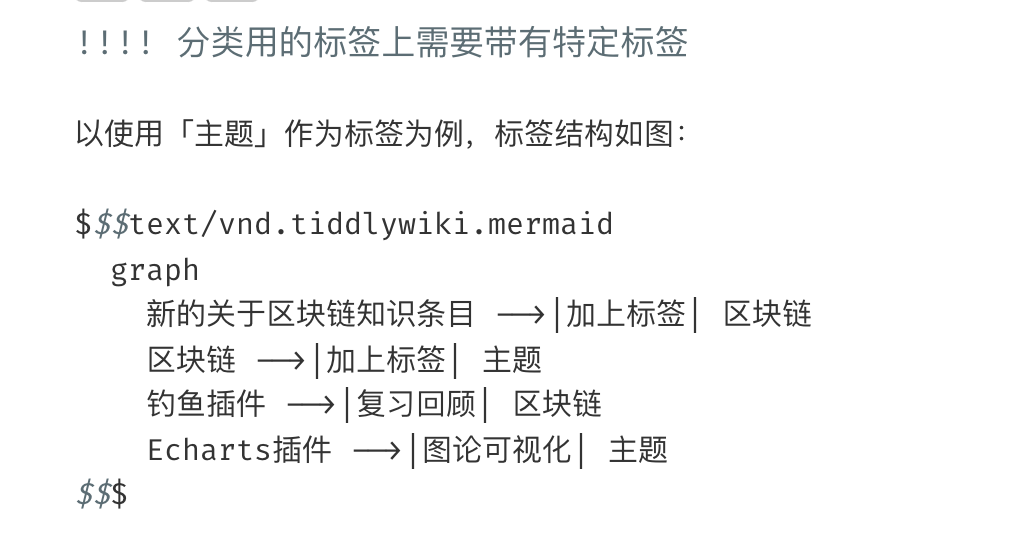 !!!! 分类用的标签上需要带有特定标签
以使用「主题」作为标签为例，标签结构如图：
$$$text/vnd.tiddlywiki.mermaid
graph
新的关于区块链知识条目 -->|加上标签| 区块链
区块链 -->|加上标签| 主题
钓鱼插件 -->|复习回顾| 区块链
Echarts插件 -->|图论可视化| 主题
$$$